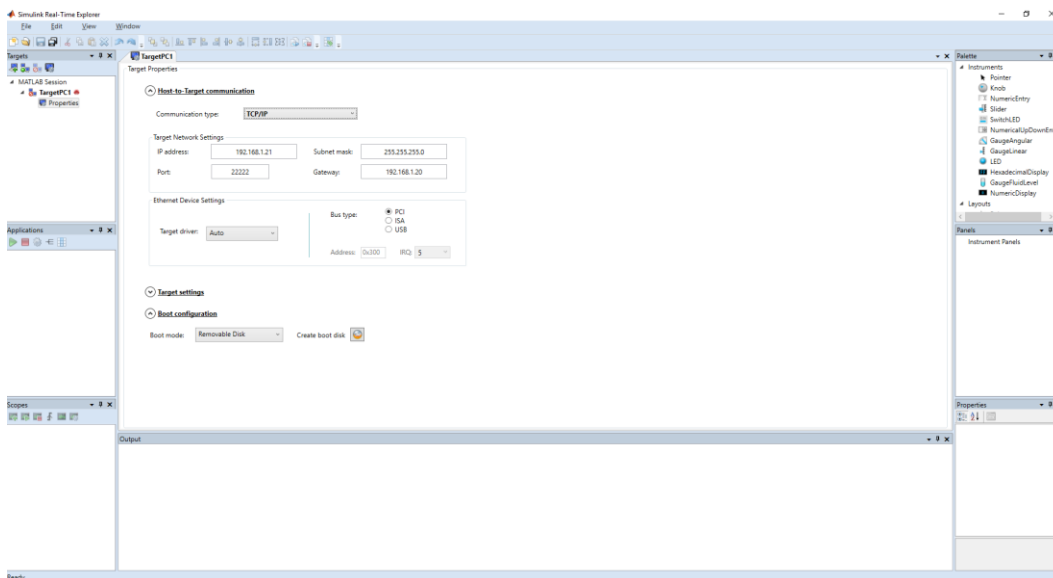 Simulink Real-Time Explorer
File Edit View Window
Targets
MATLAB Session
TargetPC1
Properties
Applications
Scopes
TargetPC1
Target Properties
Host-to-Target communication
Communication type: TCP/IP
Target Network Settings
IP address: 192.168.1.21 Subnet mask: 255.255.255.0
Port: 22222 Gateway: 192.168.1.20
Ethernet Device Settings
Target driver: Auto
Bus type: PCI
ISA
USB
Address: 0x300 IRQ: 5
Target settings
Boot configuration
Boot mode: Removable Disk Create boot disk
Output
Palette
Instruments
Pointer
Knob
NumericEntry
Slider
SwitchLED
NumericalUpDownEn
GaugeAngular
GaugeLinear
LED
HexadecimalDisplay
GaugeFluidLevel
NumericDisplay
Layouts
Panels
Instrument Panels
Properties
Ready